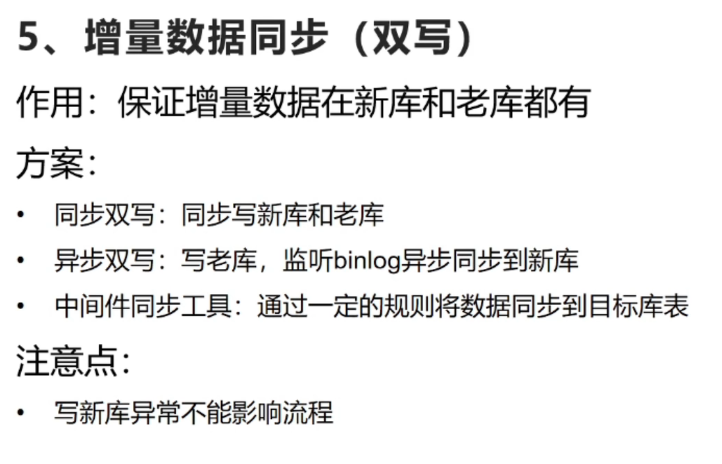 5、增量数据同步（双写）
作用：保证增量数据在新库和老库都有
方案：
• 同步双写：同步写新库和老库
• 异步双写：写老库，监听binlog异步同步到新库
• 中间件同步工具：通过一定的规则将数据同步到目标库表
注意点：
• 写新库异常不能影响流程